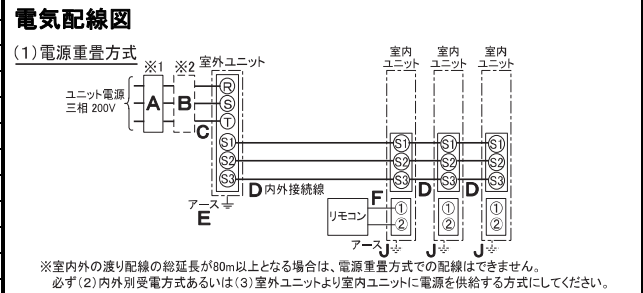 電気配線図
(1)電源重畳方式
※1 ※2 室外ユニット
室内 室内 室内
ユニット ユニット ユニット
ユニット電源
三相 200V
A B
R
S
T
C
S1 S1 S1 S1
S2 S2 S2 S2
S3 S3 S3 S3
D 内外接続線 D D
アース
E
F
リモコン
① ① ①
② ② ②
アース J J J
※室内外の渡り配線の総延長が80m以上となる場合は、電源重畳方式での配線はできません。
必ず(2)内外別受電方式あるいは(3)室外ユニットより室内ユニットに電源を供給する方式にしてください。